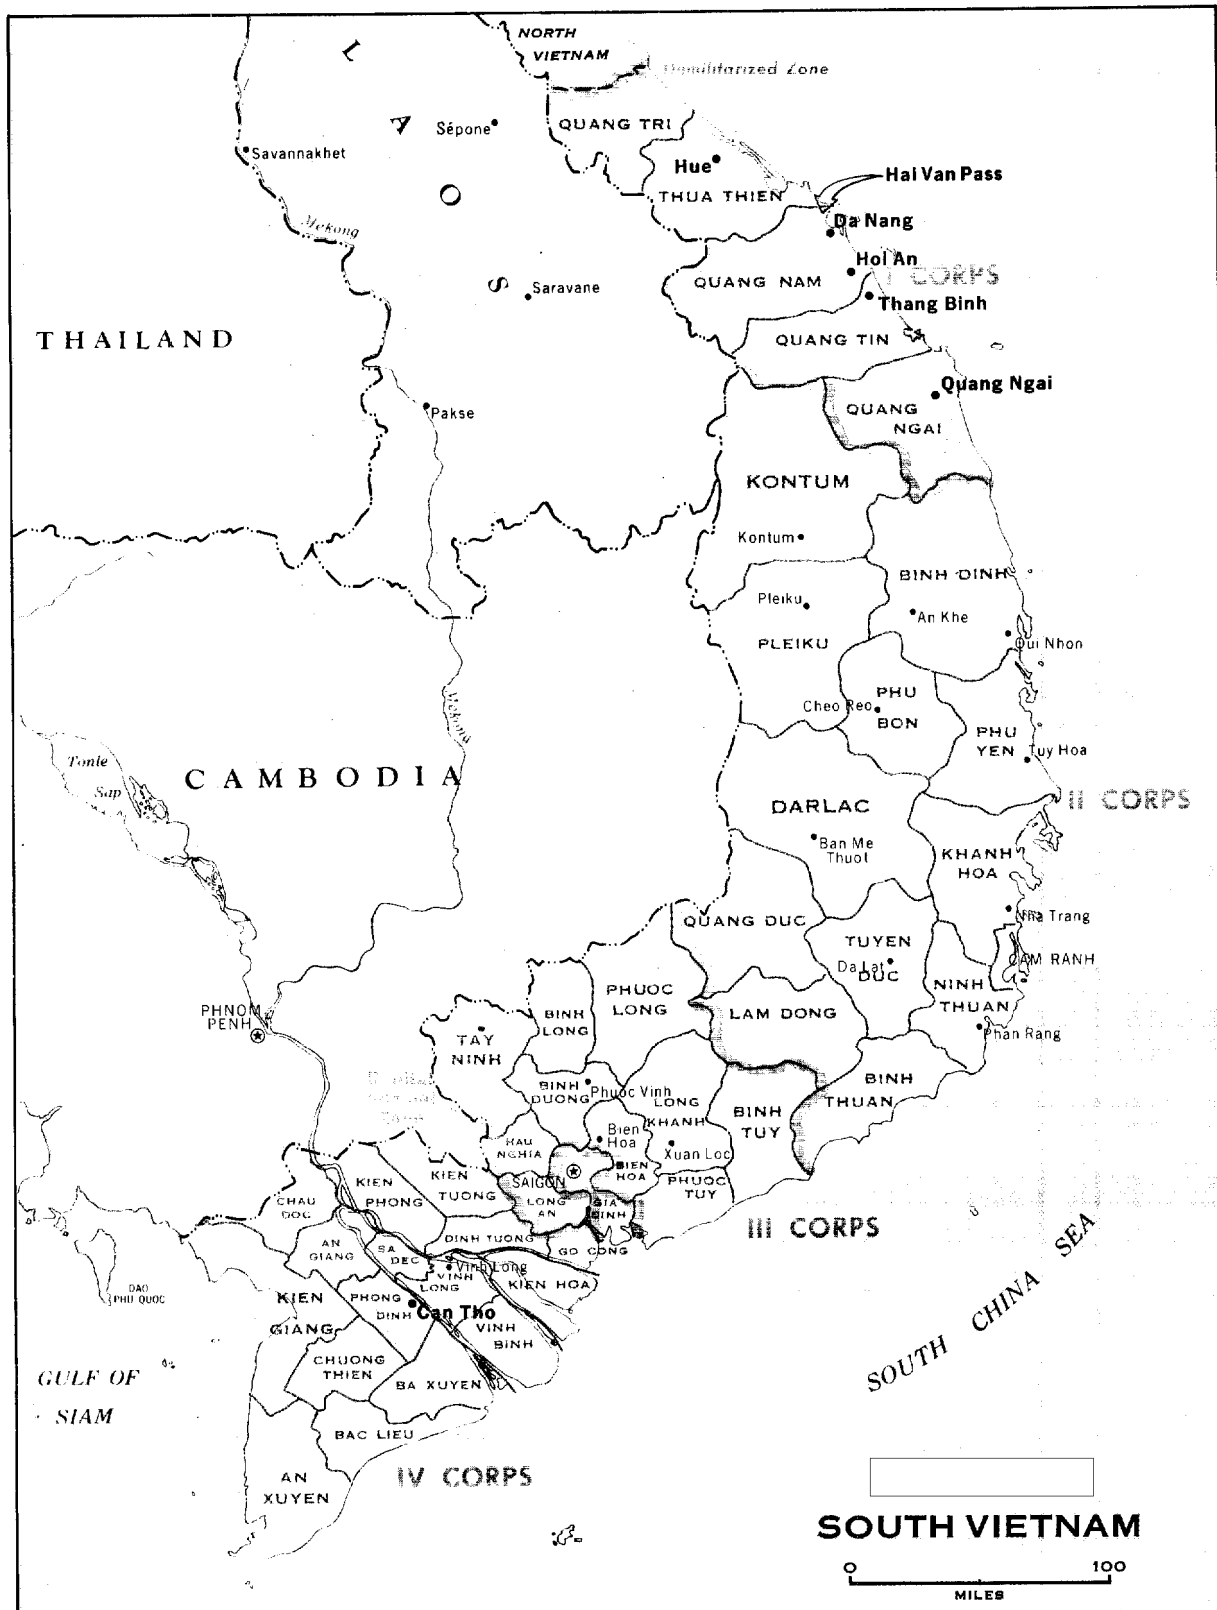 NORTH
VIETNAM
Demilitarized Zone
L
A
O
S
Sépone
Savannakhet
Mekong
Saravane
THAILAND
Pakse
QUANG TRI
Hue
THUA THIEN
Hai Van Pass
Da Nang
Hoi An
I CORPS
QUANG NAM
Thang Binh
QUANG TIN
Quang Ngai
QUANG
NGAI
KONTUM
Kontum
BINH DINH
Pleiku
An Khe
Qui Nhon
PLEIKU
PHU
BON
Cheo Reo
PHU
YEN
Tuy Hoa
Mekong
Tonle
Sap
CAMBODIA
DARLAC
II CORPS
Ban Me
Thuot
KHANH
HOA
QUANG DUC
Nha Trang
TUYEN
DUC
Da Lat
CAM RANH
NINH
THUAN
PHUOC
LONG
LAM DONG
Phan Rang
BINH
LONG
PHNOM
PENH
TAY
NINH
BINH
THUAN
BINH
DUONG
Phuoc Vinh
LONG
KHANH
BINH
TUY
Bien
Hoa
HAU
NGHIA
Xuan Loc
BIEN
HOA
SAIGON
PHUOC
TUY
KIEN
PHONG
KIEN
TUONG
CHAU
DOC
LONG
AN
GIA
DINH
III CORPS
AN
GIANG
SA
DEC
DINH TUONG
GO CONG
Vinh Long
VINH
LONG
KIEN HOA
DAO
PHU QUOC
KIEN
GIANG
PHONG
DINH
Can Tho
VINH
BINH
CHUONG
THIEN
BA XUYEN
GULF OF
SIAM
SOUTH CHINA SEA
BAC LIEU
IV CORPS
AN
XUYEN
SOUTH VIETNAM
0 100
MILES